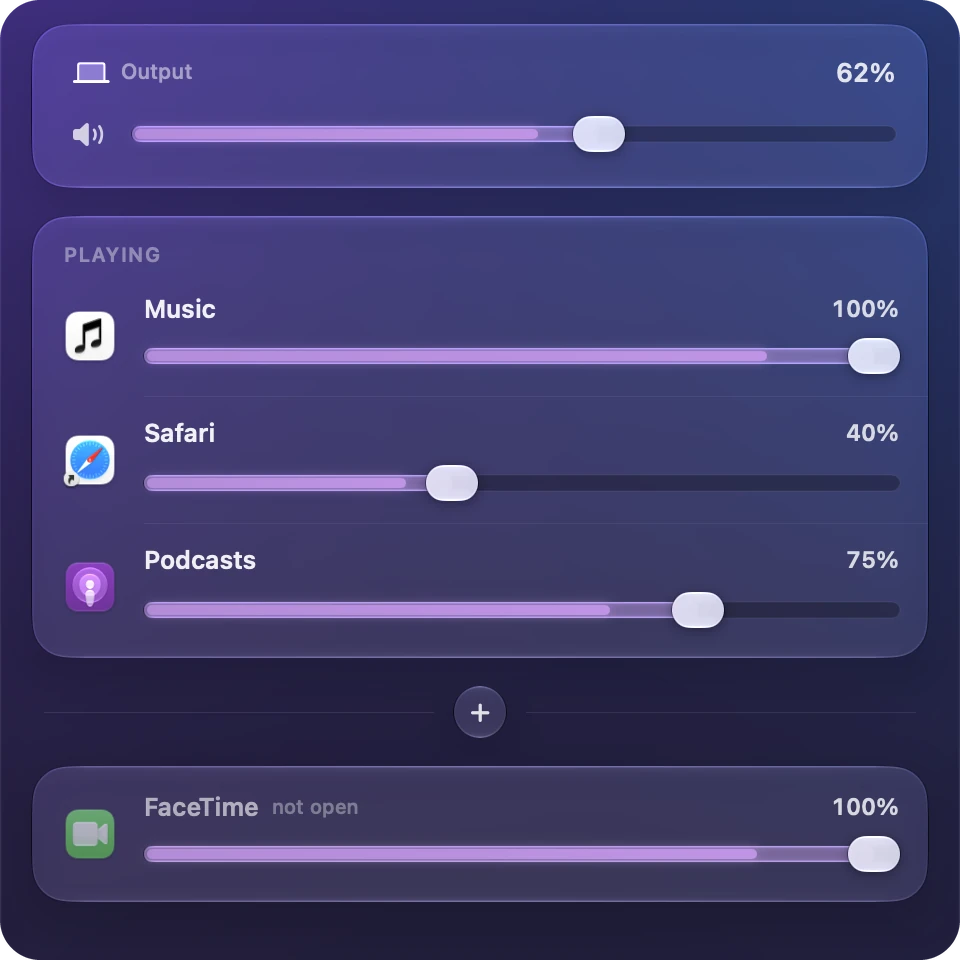 Output 62%
PLAYING
Music 100%
Safari 40%
Podcasts 75%
FaceTime not open 100%